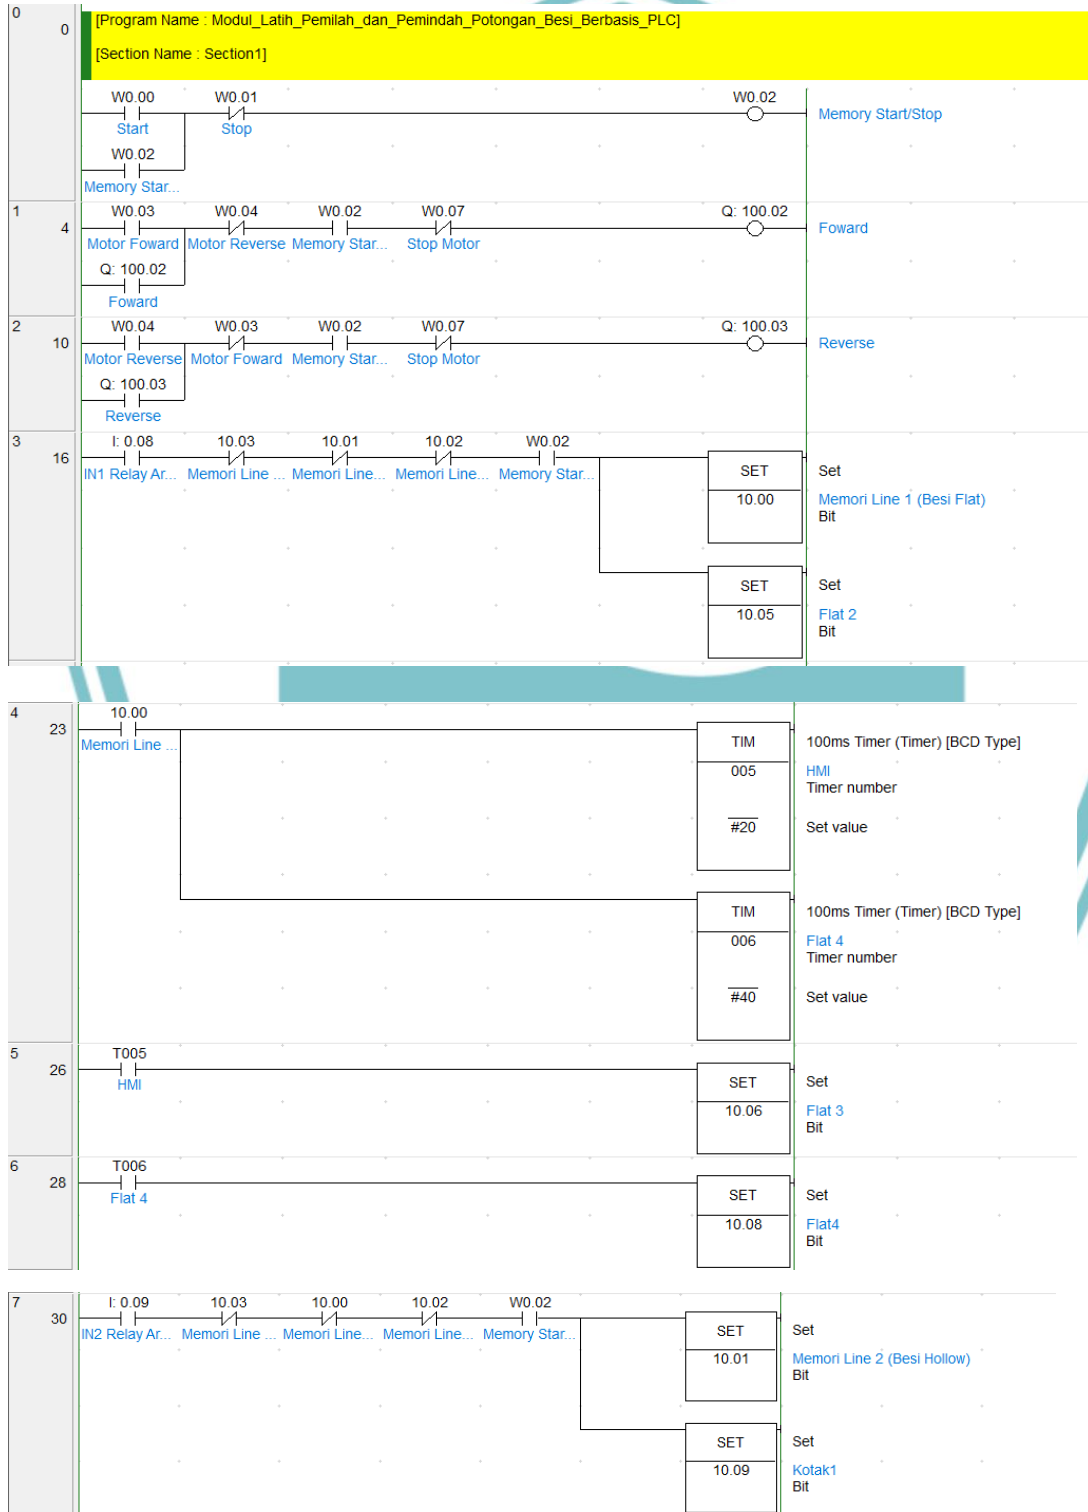 0
0
[Program Name : Modul_Latih_Pemilah_dan_Pemindah_Potongan_Besi_Berbasis_PLC]
[Section Name : Section1]
W0.00 W0.01 W0.02
Start Stop Memory Start/Stop
W0.02
Memory Star...
1
4
W0.03 W0.04 W0.02 W0.07 Q: 100.02
Motor Foward Motor Reverse Memory Star... Stop Motor Foward
Q: 100.02
Foward
2
10
W0.04 W0.03 W0.02 W0.07 Q: 100.03
Motor Reverse Motor Foward Memory Star... Stop Motor Reverse
Q: 100.03
Reverse
3
16
I: 0.08 10.03 10.01 10.02 W0.02
IN1 Relay Ar... Memori Line ... Memori Line... Memori Line... Memory Star...
SET Set
10.00 Memori Line 1 (Besi Flat)
Bit
SET Set
10.05 Flat 2
Bit
4
23
10.00
Memori Line ...
TIM 100ms Timer (Timer) [BCD Type]
005 HMI
Timer number
#20 Set value
TIM 100ms Timer (Timer) [BCD Type]
006 Flat 4
Timer number
#40 Set value
5
26
T005
HMI
SET Set
10.06 Flat 3
Bit
6
28
T006
Flat 4
SET Set
10.08 Flat4
Bit
7
30
I: 0.09 10.03 10.00 10.02 W0.02
IN2 Relay Ar... Memori Line ... Memori Line... Memori Line... Memory Star...
SET Set
10.01 Memori Line 2 (Besi Hollow)
Bit
SET Set
10.09 Kotak1
Bit